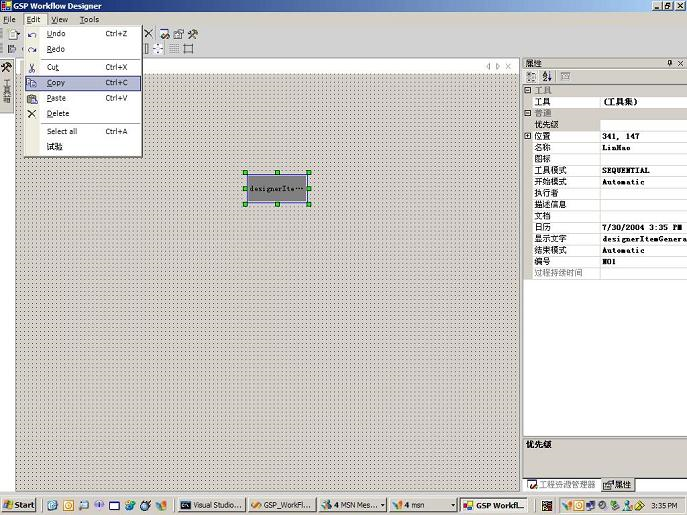 GSP Workflow Designer
File Edit View Tools
Undo Ctrl+Z
Redo
Cut Ctrl+X
Copy Ctrl+C
Paste Ctrl+V
Delete
Select all Ctrl+A
试验
工具箱
designerIte...
属性
工具
工具 (工具集)
普通
优先级
位置 341, 147
名称 LinHao
图标
工具模式 SEQUENTIAL
开始模式 Automatic
执行者
描述信息
文档
日历 7/30/2004 3:35 PM
显示文字 designerItemGenera
结束模式 Automatic
编号 NO1
过程持续时间
优先级
工程资源管理器 属性
Start Visual Studio... GSP_WorkFl... 4 MSN Mes... 4 msn GSP Workfl... 3:35 PM